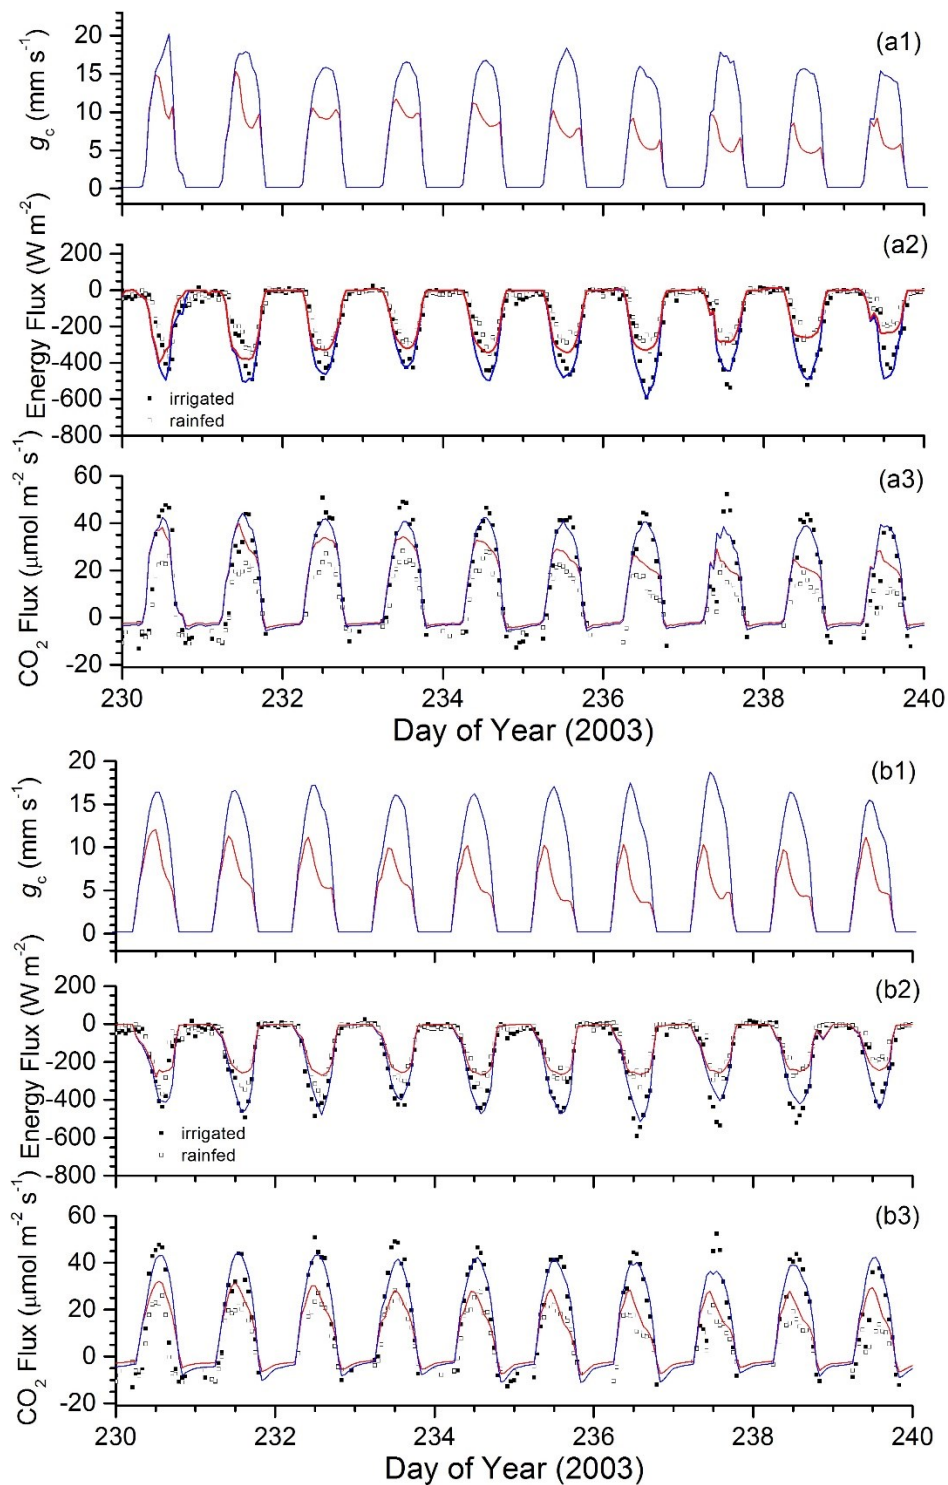 (a1)
g_c (mm s⁻¹)
20
15
10
5
0
(a2)
Energy Flux (W m⁻²)
200
0
-200
-400
-600
-800
irrigated
rainfed
(a3)
CO₂ Flux (μmol m⁻² s⁻¹)
60
40
20
0
-20
230 232 234 236 238 240
Day of Year (2003)
(b1)
g_c (mm s⁻¹)
20
15
10
5
0
(b2)
Energy Flux (W m⁻²)
200
0
-200
-400
-600
-800
irrigated
rainfed
(b3)
CO₂ Flux (μmol m⁻² s⁻¹)
60
40
20
0
-20
230 232 234 236 238 240
Day of Year (2003)